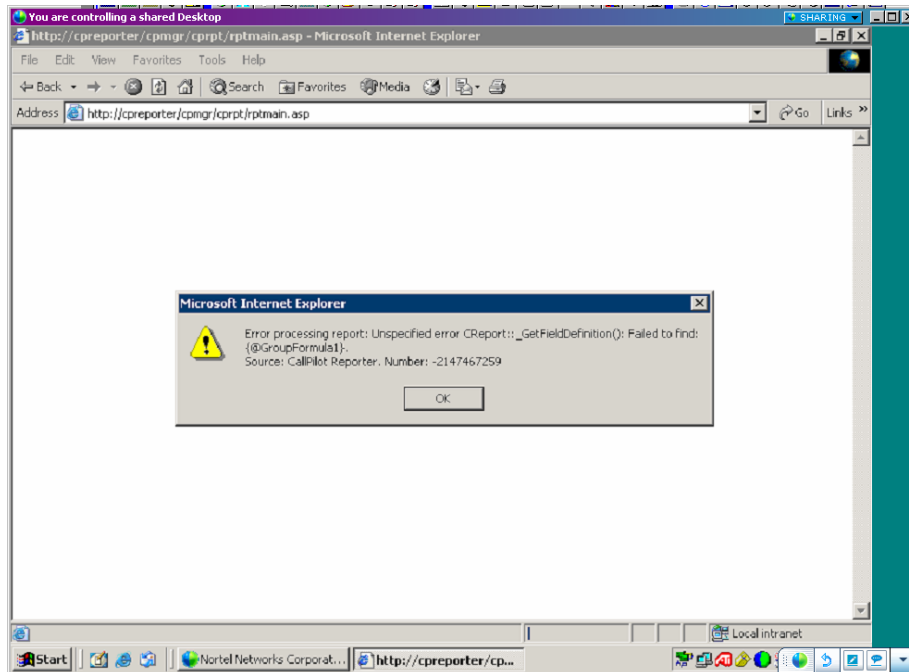 You are controlling a shared Desktop
SHARING
http://cpreporter/cpmgr/cprpt/rptmain.asp - Microsoft Internet Explorer
File Edit View Favorites Tools Help
Back Search Favorites Media
Address http://cpreporter/cpmgr/cprpt/rptmain.asp Go Links »
Microsoft Internet Explorer
Error processing report: Unspecified error CReport::_GetFieldDefinition(): Failed to find:
{@GroupFormula1}.
Source: CallPilot Reporter. Number: -2147467259
OK
Local intranet
Start Nortel Networks Corporat... http://cpreporter/cp...